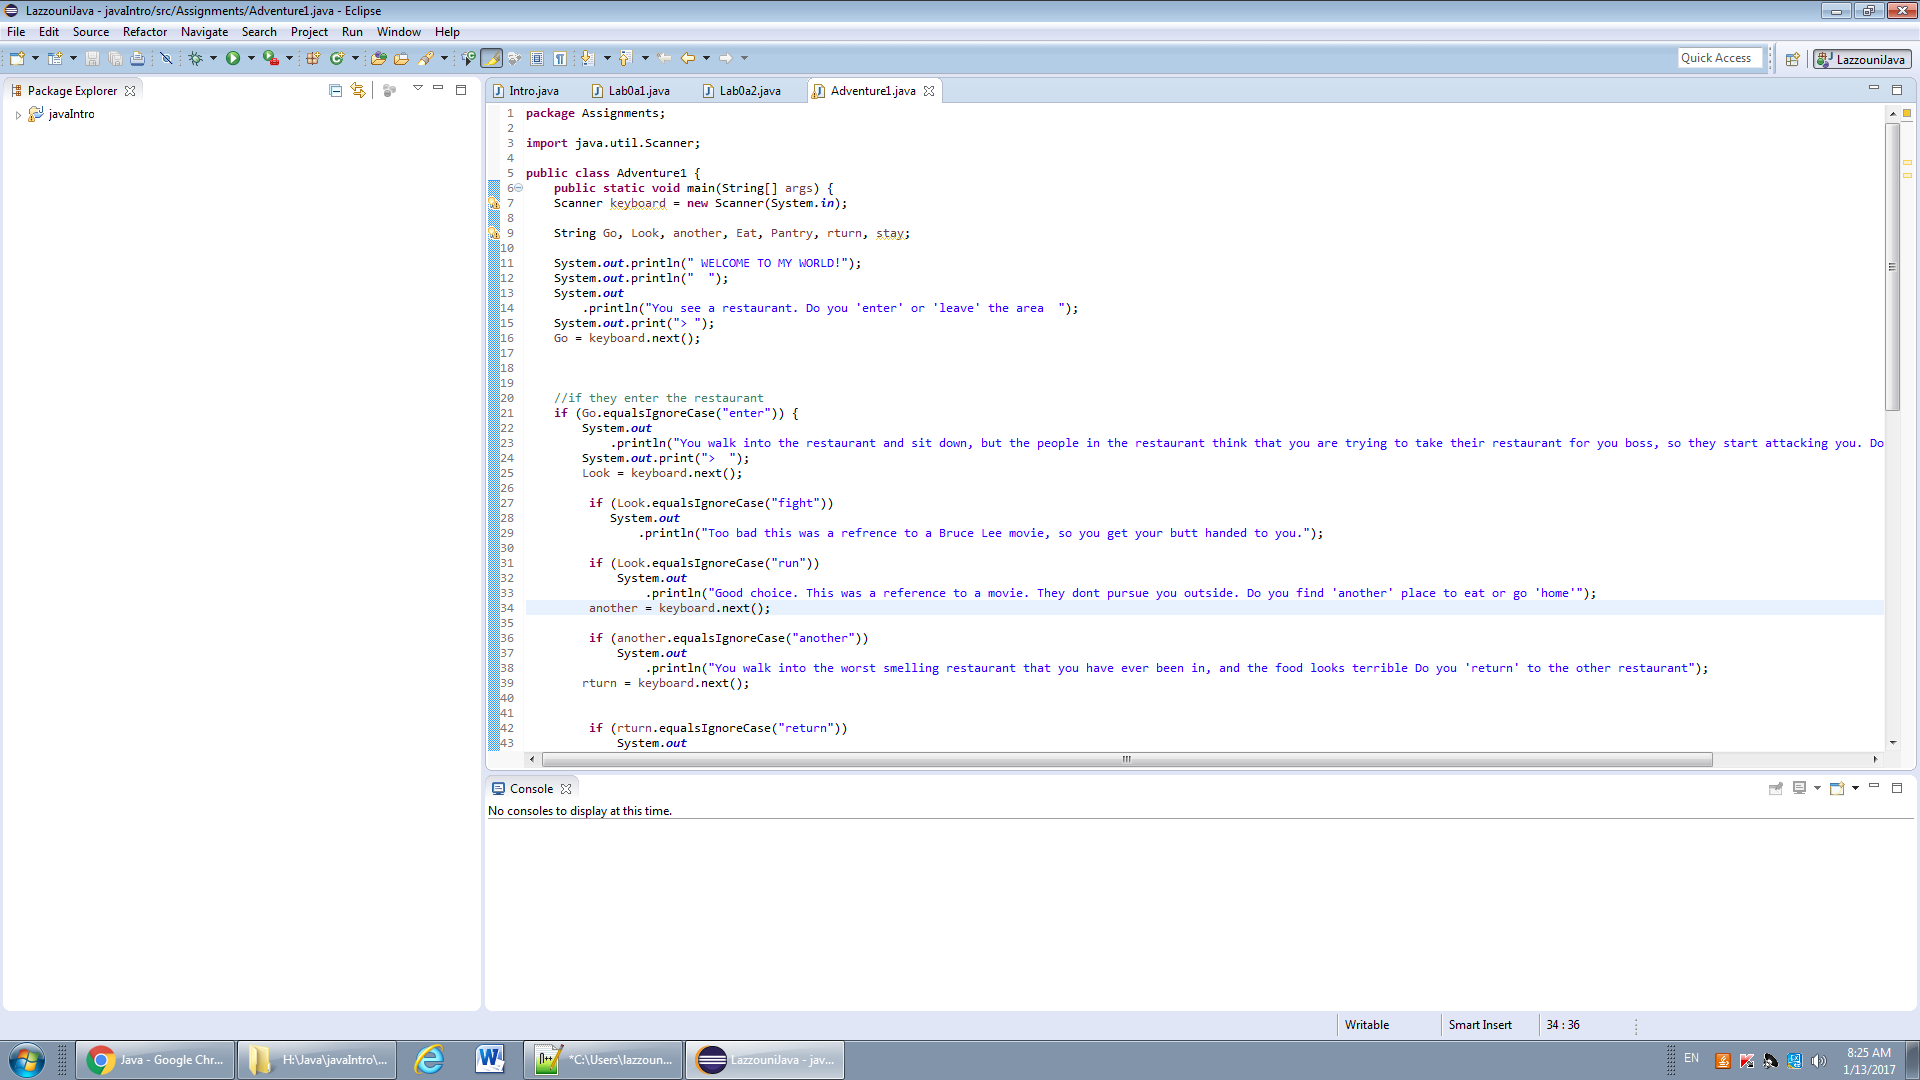 LazzouniJava - javaIntro/src/Assignments/Adventure1.java - Eclipse
File Edit Source Refactor Navigate Search Project Run Window Help
Quick Access LazzouniJava
Package Explorer
javaIntro
Intro.java Lab0a1.java Lab0a2.java Adventure1.java
1 package Assignments;
2
3 import java.util.Scanner;
4
5 public class Adventure1 {
6 public static void main(String[] args) {
7 Scanner keyboard = new Scanner(System.in);
8
9 String Go, Look, another, Eat, Pantry, rturn, stay;
10
11 System.out.println(" WELCOME TO MY WORLD!");
12 System.out.println("  ");
13 System.out
14 .println("You see a restaurant. Do you 'enter' or 'leave' the area  ");
15 System.out.print("> ");
16 Go = keyboard.next();
17
18
19
20 //if they enter the restaurant
21 if (Go.equalsIgnoreCase("enter")) {
22 System.out
23 .println("You walk into the restaurant and sit down, but the people in the restaurant think that you are trying to take their restaurant for you boss, so they start attacking you. Do
24 System.out.print(">  ");
25 Look = keyboard.next();
26
27 if (Look.equalsIgnoreCase("fight"))
28 System.out
29 .println("Too bad this was a refrence to a Bruce Lee movie, so you get your butt handed to you.");
30
31 if (Look.equalsIgnoreCase("run"))
32 System.out
33 .println("Good choice. This was a reference to a movie. They dont pursue you outside. Do you find 'another' place to eat or go 'home'");
34 another = keyboard.next();
35
36 if (another.equalsIgnoreCase("another"))
37 System.out
38 .println("You walk into the worst smelling restaurant that you have ever been in, and the food looks terrible Do you 'return' to the other restaurant");
39 rturn = keyboard.next();
40
41
42 if (rturn.equalsIgnoreCase("return"))
43 System.out
Console
No consoles to display at this time.
Writable Smart Insert 34 : 36
Java - Google Chr... H:\Java\javaIntro\... *C:\Users\lazzoun... LazzouniJava - jav... EN 8:25 AM
1/13/2017